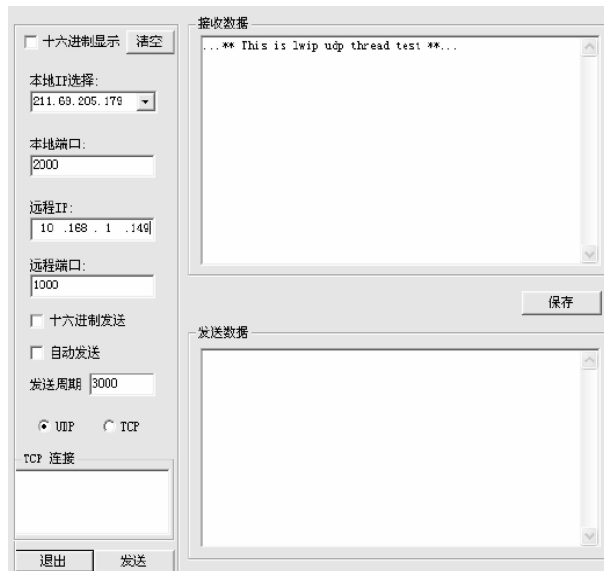 十六进制显示 清空
本地IP选择:
211.69.205.179
本地端口:
2000
远程IP:
10 .168 . 1 .149
远程端口:
1000
十六进制发送
自动发送
发送周期 3000
UDP TCP
TCP 连接
退出 发送
接收数据
...** This is lwip udp thread test **...
保存
发送数据